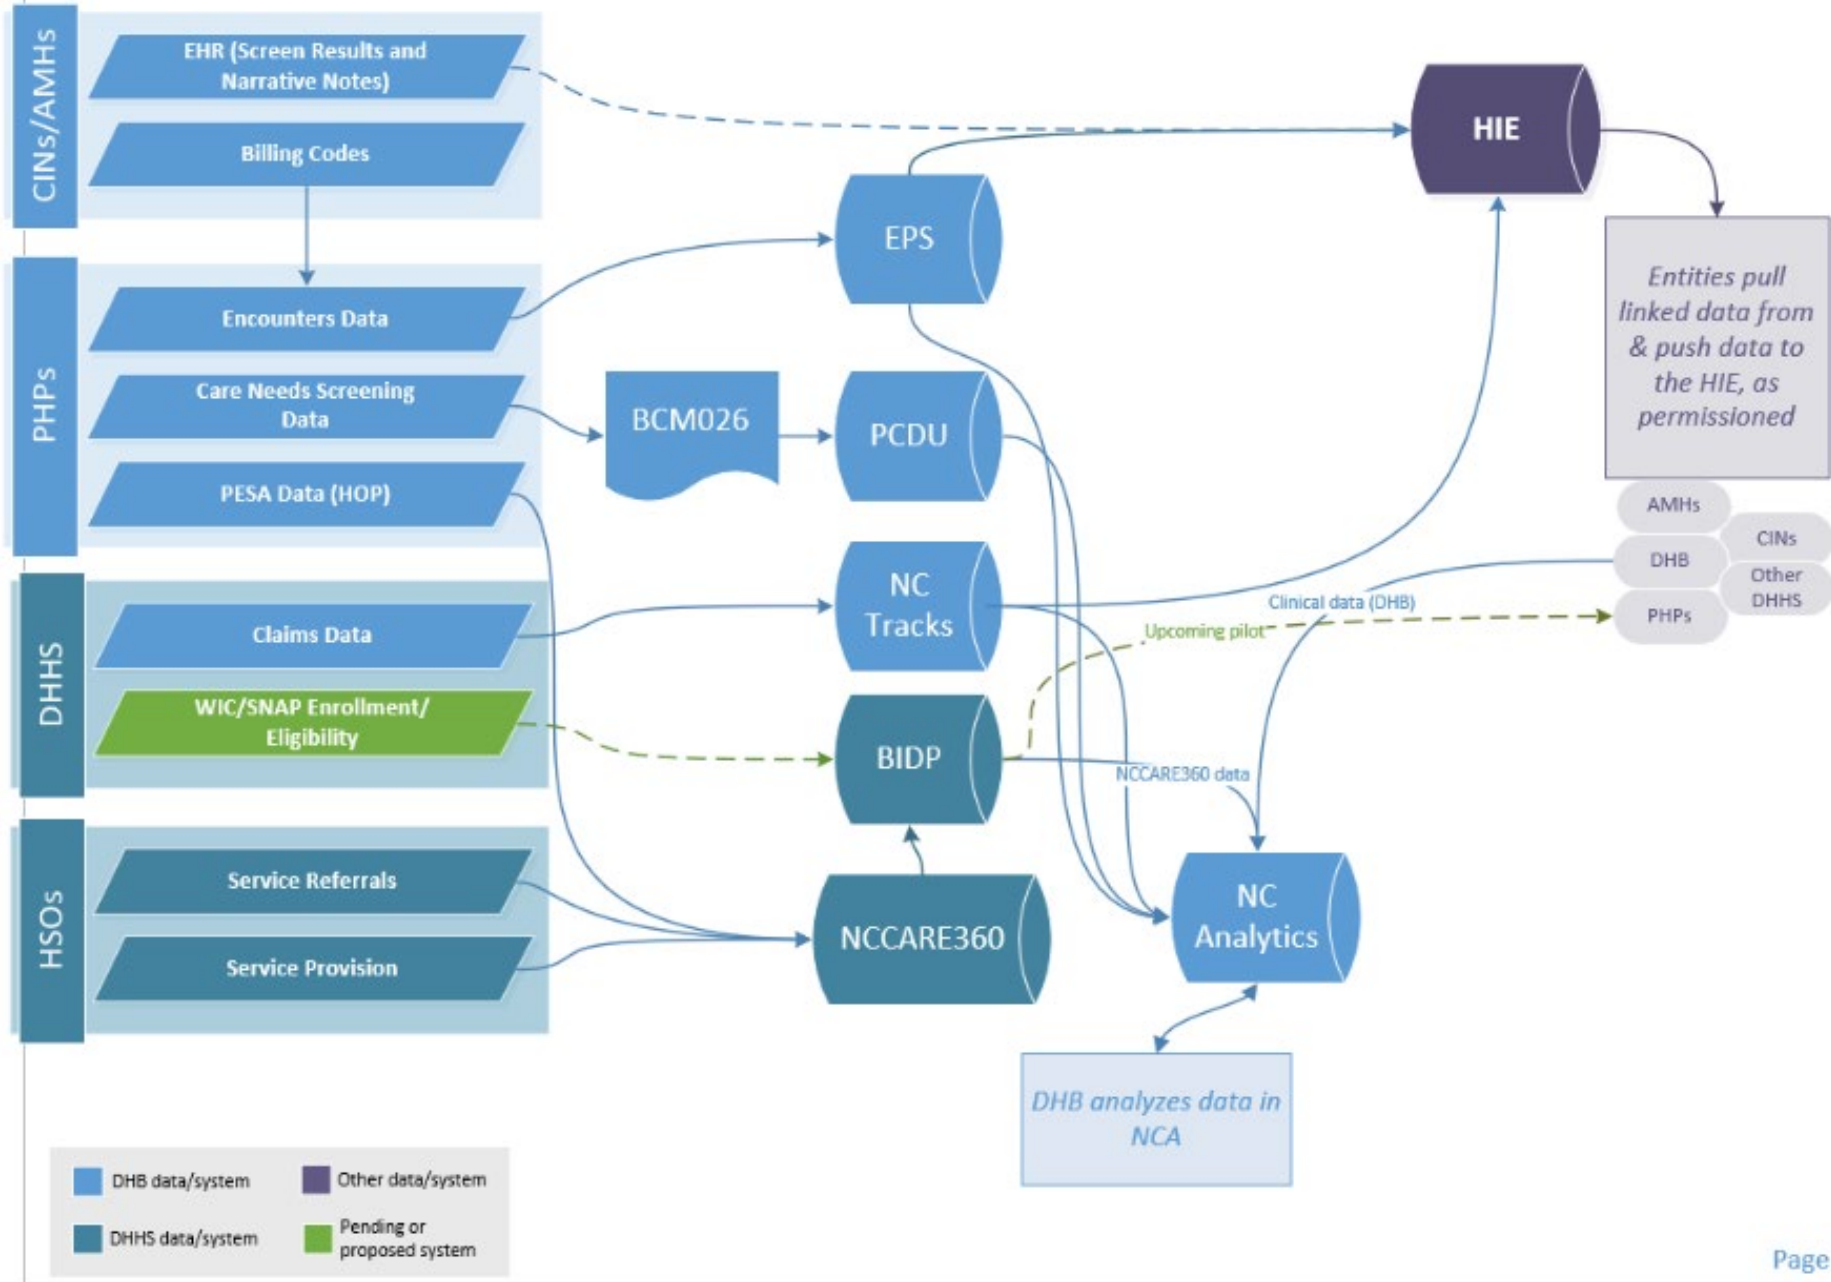 CINs/AMHs
EHR (Screen Results and
Narrative Notes)
Billing Codes
PHPs
Encounters Data
Care Needs Screening
Data
PESA Data (HOP)
DHHS
Claims Data
WIC/SNAP Enrollment/
Eligibility
HSOs
Service Referrals
Service Provision
EPS
BCM026
PCDU
NC
Tracks
BIDP
NCCARE360
HIE
Entities pull
linked data from
& push data to
the HIE, as
permissioned
AMHs
CINs
DHB
Other
DHHS
PHPs
Clinical data (DHB)
Upcoming pilot
NCCARE360 data
NC
Analytics
DHB analyzes data in
NCA
DHB data/system
Other data/system
DHHS data/system
Pending or
proposed system
Page